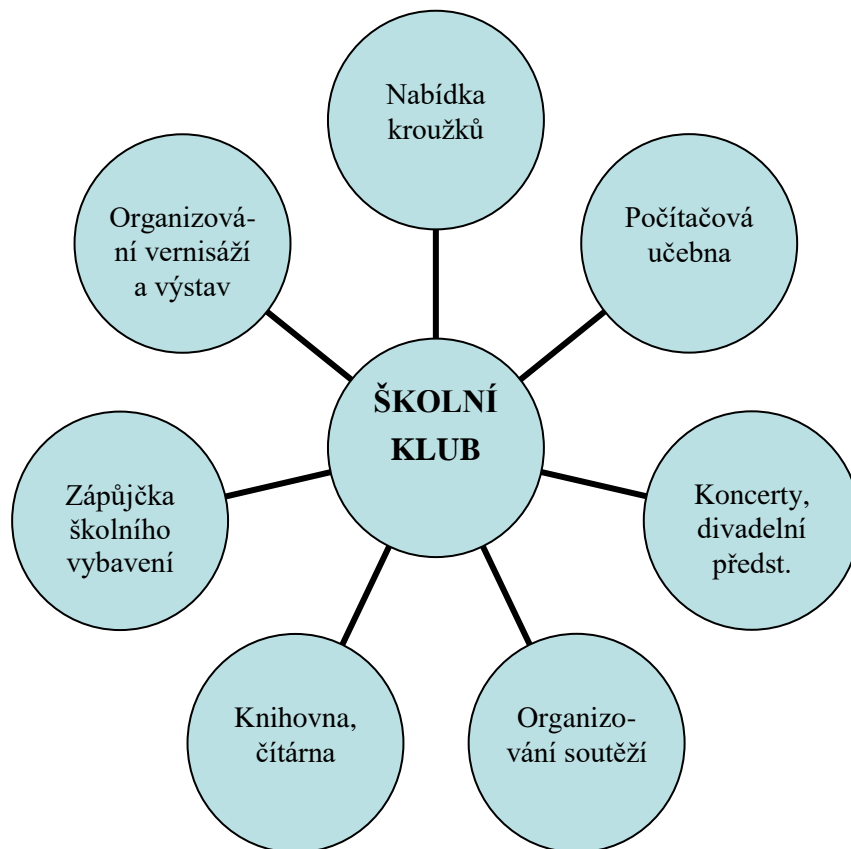 Nabídka
kroužků
Počítačová
učebna
Koncerty,
divadelní
předst.
Organizo-
vání soutěží
Knihovna,
čítárna
Zápůjčka
školního
vybavení
Organizová-
ní vernisáží
a výstav
ŠKOLNÍ
KLUB